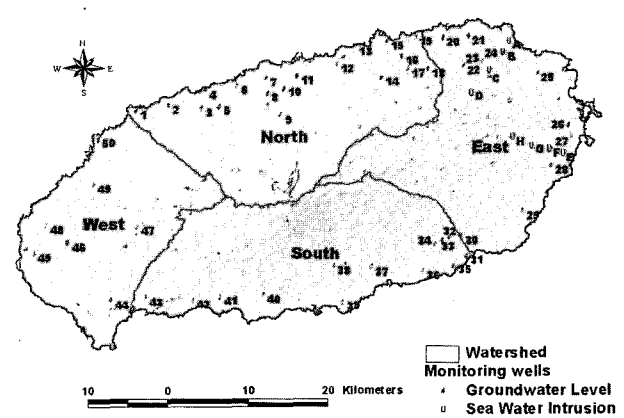 N
W E
S
13 15 19 20 21 A
24 B
12 16 23
17 18 22 C 25
7 11 14
6 8 10 D
4
1 2 3 5
9
North
26
50 H G F E 27
East
28
49
29
West
48 47 32
46 34 33 30
45 South
31
38 37 36 35
44 43 42 41 40 39
Watershed
Monitoring wells
Groundwater Level
U Sea Water Intrusion
10 0 10 20 Kilometers